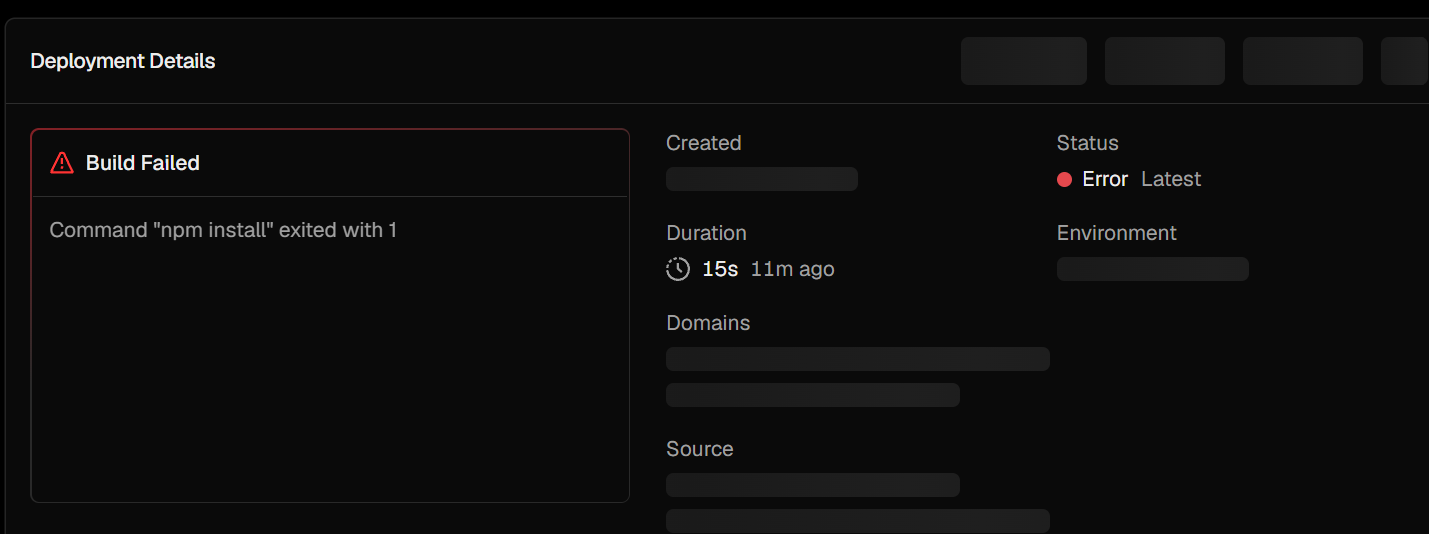 Deployment Details
Build Failed
Command "npm install" exited with 1
Created
Status
Error Latest
Duration
15s 11m ago
Environment
Domains
Source